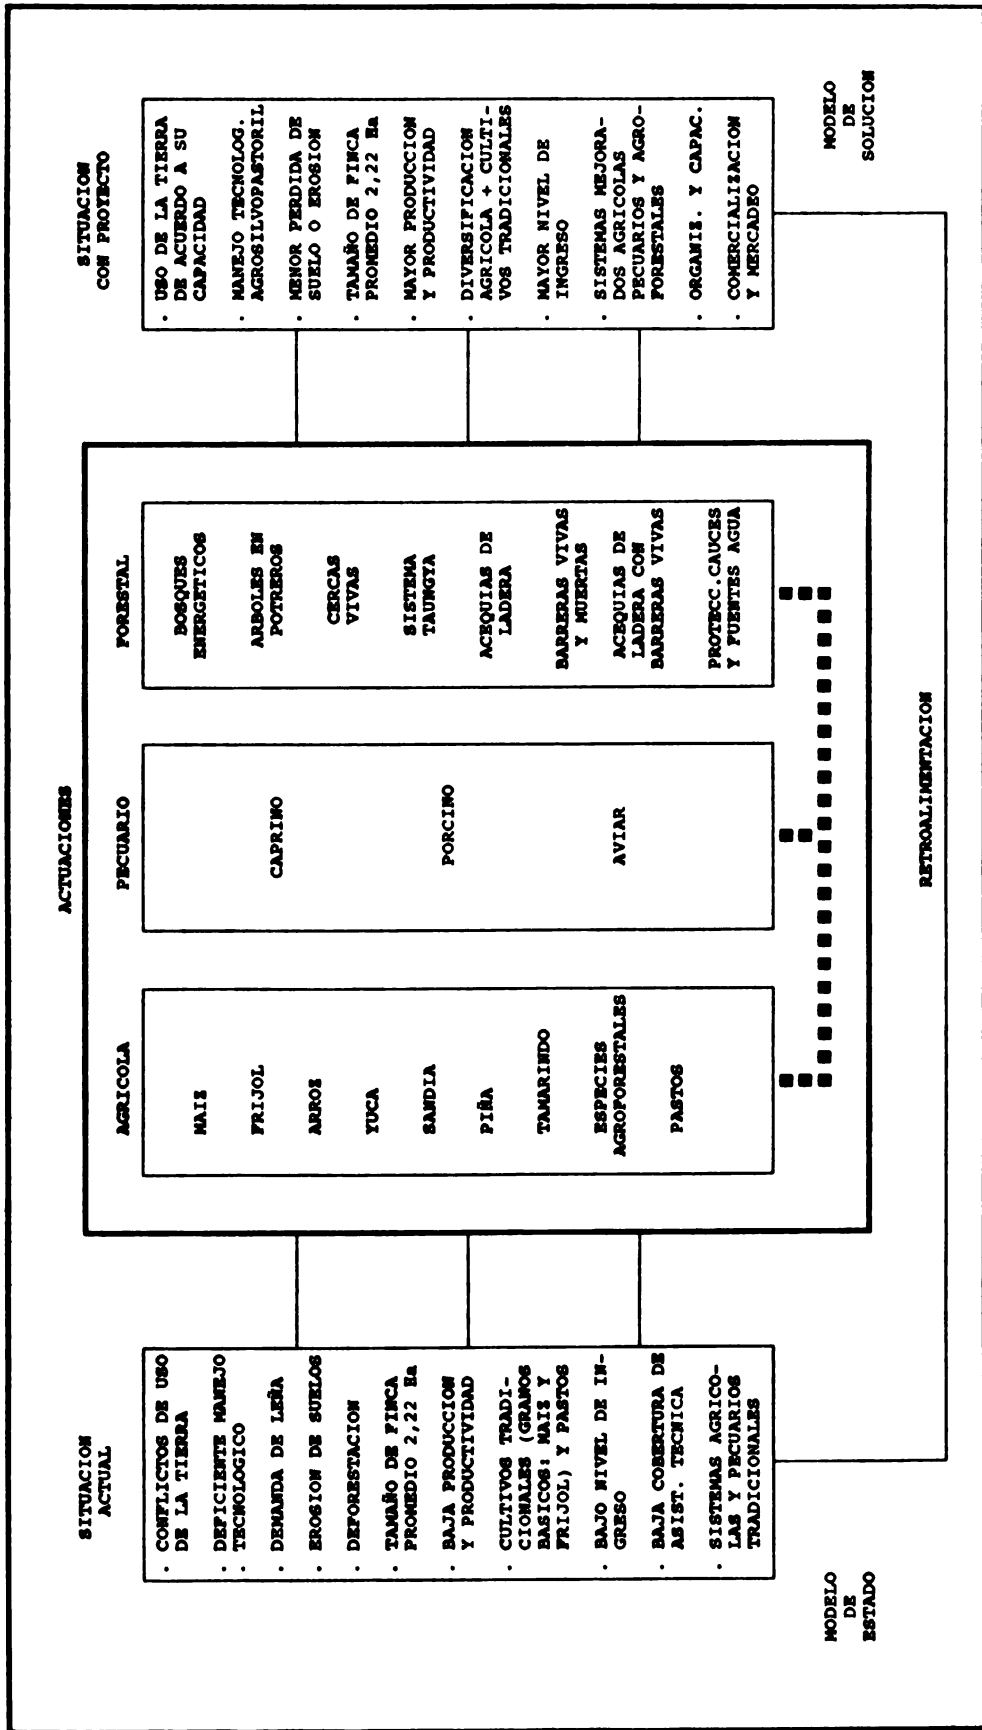 SITUACION
ACTUAL
. CONFLICTOS DE USO
DE LA TIERRA
. DEFICIENTE MANEJO
. TECNOLOGICO
. DEMANDA DE LEÑA
. EROSION DE SUELOS
. DEFORESTACION
. TAMAÑO DE FINCA
PROMEDIO 2,22 Ha
. BAJA PRODUCCION
Y PRODUCTIVIDAD
. CULTIVOS TRADI-
CIONALES (GRANOS
BASICOS: MAIZ Y
FRIJOL) Y PASTOS
. BAJO NIVEL DE IN-
GRESO
. BAJA COBERTURA DE
ASIST. TECNICA
. SISTEMAS AGRICO-
LAS Y PECUARIOS
TRADICIONALES
MODELO
DE
ESTADO
ACTUACIONES
AGRICOLA
MAIZ
FRIJOL
ARROZ
YUCA
SANDIA
PIÑA
TAMARINDO
ESPECIES
AGROFORESTALES
PASTOS
PECUARIO
CAPRINO
PORCINO
AVIAR
FORESTAL
BOSQUES
ENERGETICOS
ARBOLES EN
POTREROS
CERCAS
VIVAS
SISTEMA
TAUNGYA
ACEQUIAS DE
LADERA
BARRERAS VIVAS
Y MUERTAS
ACEQUIAS DE
LADERA CON
BARRERAS VIVAS
PROTECC.CAUCES
Y FUENTES AGUA
SITUACION
CON PROYECTO
. USO DE LA TIERRA
DE ACUERDO A SU
CAPACIDAD
. MANEJO TECNOLOG.
AGROSILVOPASTORIL
. MENOR PERDIDA DE
SUELO O EROSION
. TAMAÑO DE FINCA
PROMEDIO 2,22 Ha
. MAYOR PRODUCCION
Y PRODUCTIVIDAD
. DIVERSIFICACION
AGRICOLA + CULTI-
VOS TRADICIONALES
. MAYOR NIVEL DE
INGRESO
. SISTEMAS MEJORA-
DOS AGRICOLAS
PECUARIOS Y AGRO-
FORESTALES
. ORGANIZ. Y CAPAC.
. COMERCIALIZACION
Y MERCADEO
MODELO
DE
SOLUCION
RETROALIMENTACION